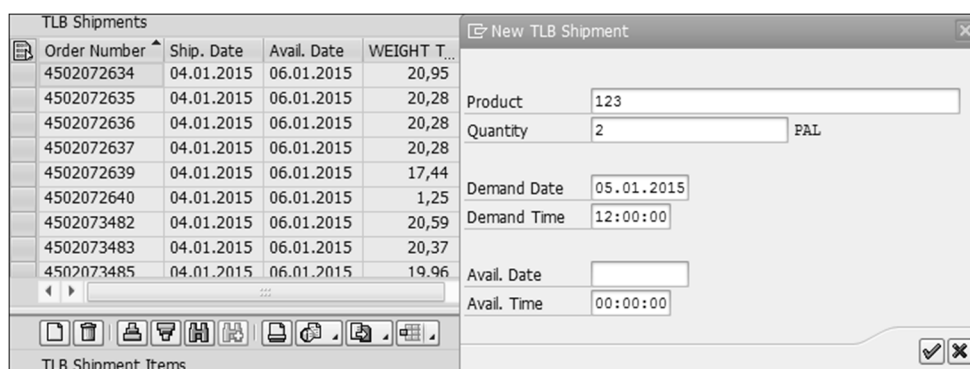 TLB Shipments
Order Number Ship. Date Avail. Date WEIGHT T...
4502072634 04.01.2015 06.01.2015 20,95
4502072635 04.01.2015 06.01.2015 20,28
4502072636 04.01.2015 06.01.2015 20,28
4502072637 04.01.2015 06.01.2015 20,28
4502072639 04.01.2015 06.01.2015 17,44
4502072640 04.01.2015 06.01.2015 1,25
4502073482 04.01.2015 06.01.2015 20,59
4502073483 04.01.2015 06.01.2015 20,37
4502073485 04.01.2015 06.01.2015 19,96
TLB Shipment Items
New TLB Shipment
Product 123
Quantity 2 PAL
Demand Date 05.01.2015
Demand Time 12:00:00
Avail. Date
Avail. Time 00:00:00